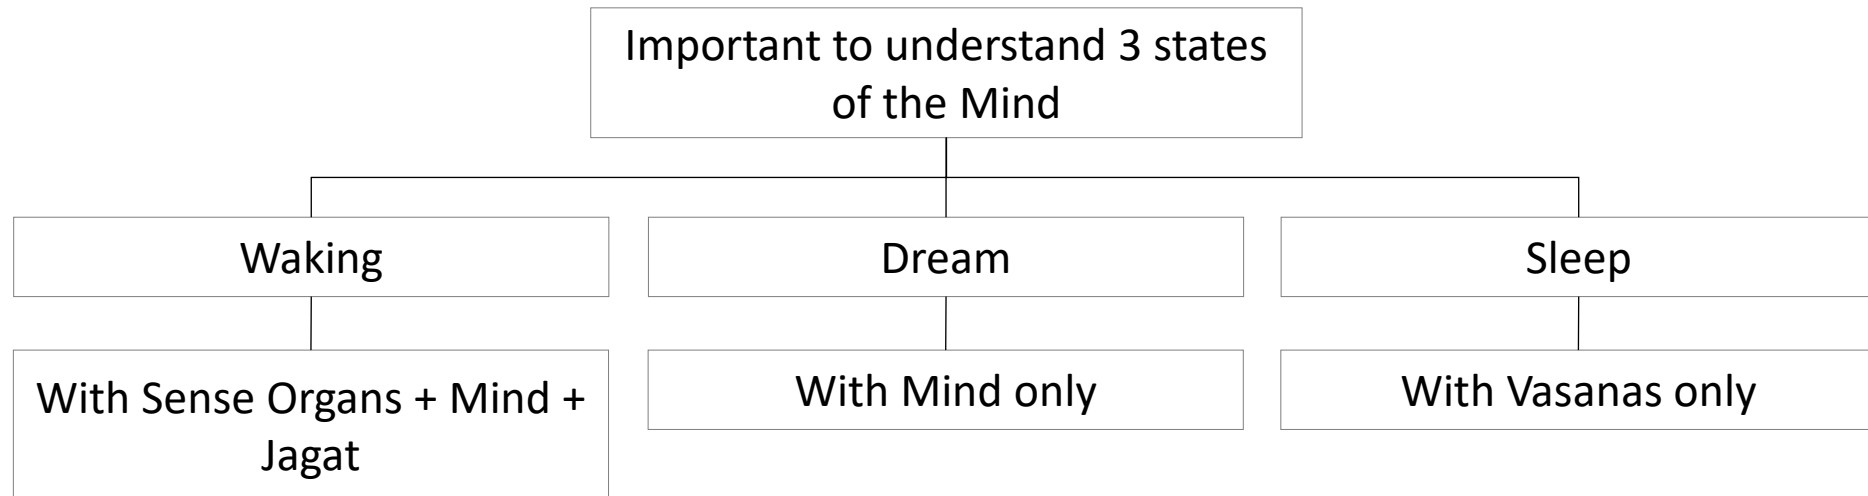 Important to understand 3 states
of the Mind
Waking
Dream
Sleep
With Sense Organs + Mind +
Jagat
With Mind only
With Vasanas only